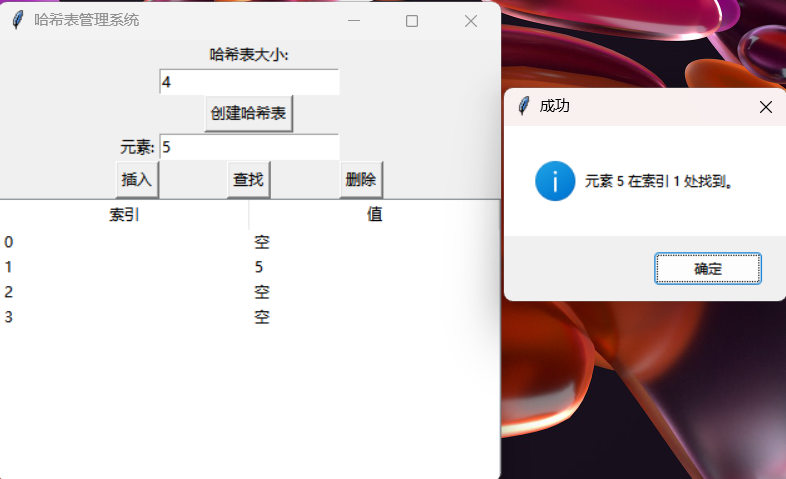 哈希表管理系统
哈希表大小:
4
创建哈希表
元素: 5
插入 查找 删除
索引 值
0 空
1 5
2 空
3 空
成功
元素 5 在索引 1 处找到。
确定